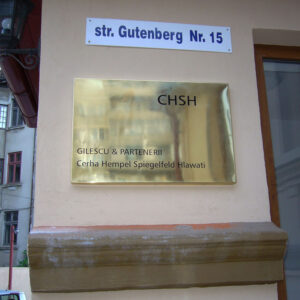 str. Gutenberg Nr. 15
CHSH
GILESCU & PARTENERII
Cerha Hempel Spiegelfeld Hlawati